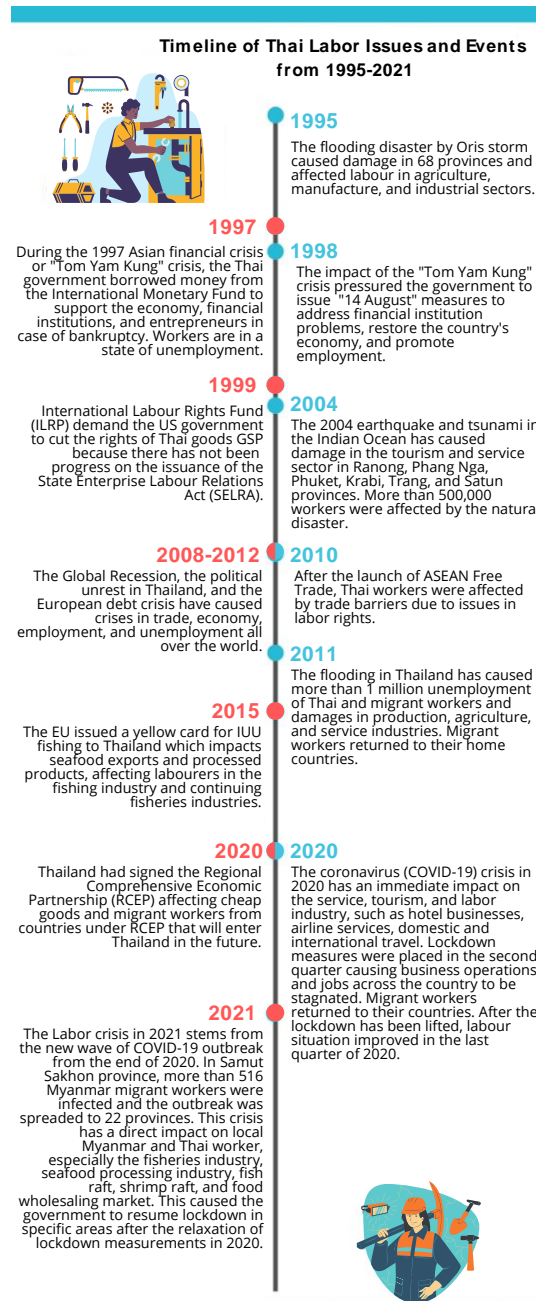 Timeline of Thai Labor Issues and Events
from 1995-2021
1995
The flooding disaster by Oris storm
caused damage in 68 provinces and
affected labour in agriculture,
manufacture, and industrial sectors.
1997
During the 1997 Asian financial crisis
or "Tom Yam Kung" crisis, the Thai
government borrowed money from
the International Monetary Fund to
support the economy, financial
institutions, and entrepreneurs in
case of bankruptcy. Workers are in a
state of unemployment.
1998
The impact of the "Tom Yam Kung"
crisis pressured the government to
issue "14 August" measures to
address financial institution
problems, restore the country's
economy, and promote
employment.
1999
International Labour Rights Fund
(ILRP) demand the US government
to cut the rights of Thai goods GSP
because there has not been
progress on the issuance of the
State Enterprise Labour Relations
Act (SELRA).
2004
The 2004 earthquake and tsunami in
the Indian Ocean has caused
damage in the tourism and service
sector in Ranong, Phang Nga,
Phuket, Krabi, Trang, and Satun
provinces. More than 500,000
workers were affected by the natura
disaster.
2008-2012
The Global Recession, the political
unrest in Thailand, and the
European debt crisis have caused
crises in trade, economy,
employment, and unemployment all
over the world.
2010
After the launch of ASEAN Free
Trade, Thai workers were affected
by trade barriers due to issues in
labor rights.
2011
The flooding in Thailand has caused
more than 1 million unemployment
of Thai and migrant workers and
damages in production, agriculture,
and service industries. Migrant
workers returned to their home
countries.
2015
The EU issued a yellow card for IUU
fishing to Thailand which impacts
seafood exports and processed
products, affecting labourers in the
fishing industry and continuing
fisheries industries.
2020
Thailand had signed the Regional
Comprehensive Economic
Partnership (RCEP) affecting cheap
goods and migrant workers from
countries under RCEP that will enter
Thailand in the future.
2020
The coronavirus (COVID-19) crisis in
2020 has an immediate impact on
the service, tourism, and labor
industry, such as hotel businesses,
airline services, domestic and
international travel. Lockdown
measures were placed in the second
quarter causing business operations
and jobs across the country to be
stagnated. Migrant workers
returned to their countries. After the
lockdown has been lifted, labour
situation improved in the last
quarter of 2020.
2021
The Labor crisis in 2021 stems from
the new wave of COVID-19 outbreak
from the end of 2020. In Samut
Sakhon province, more than 516
Myanmar migrant workers were
infected and the outbreak was
spreaded to 22 provinces. This crisis
has a direct impact on local
Myanmar and Thai worker,
especially the fisheries industry,
seafood processing industry, fish
raft, shrimp raft, and food
wholesaling market. This caused the
government to resume lockdown in
specific areas after the relaxation of
lockdown measurements in 2020.